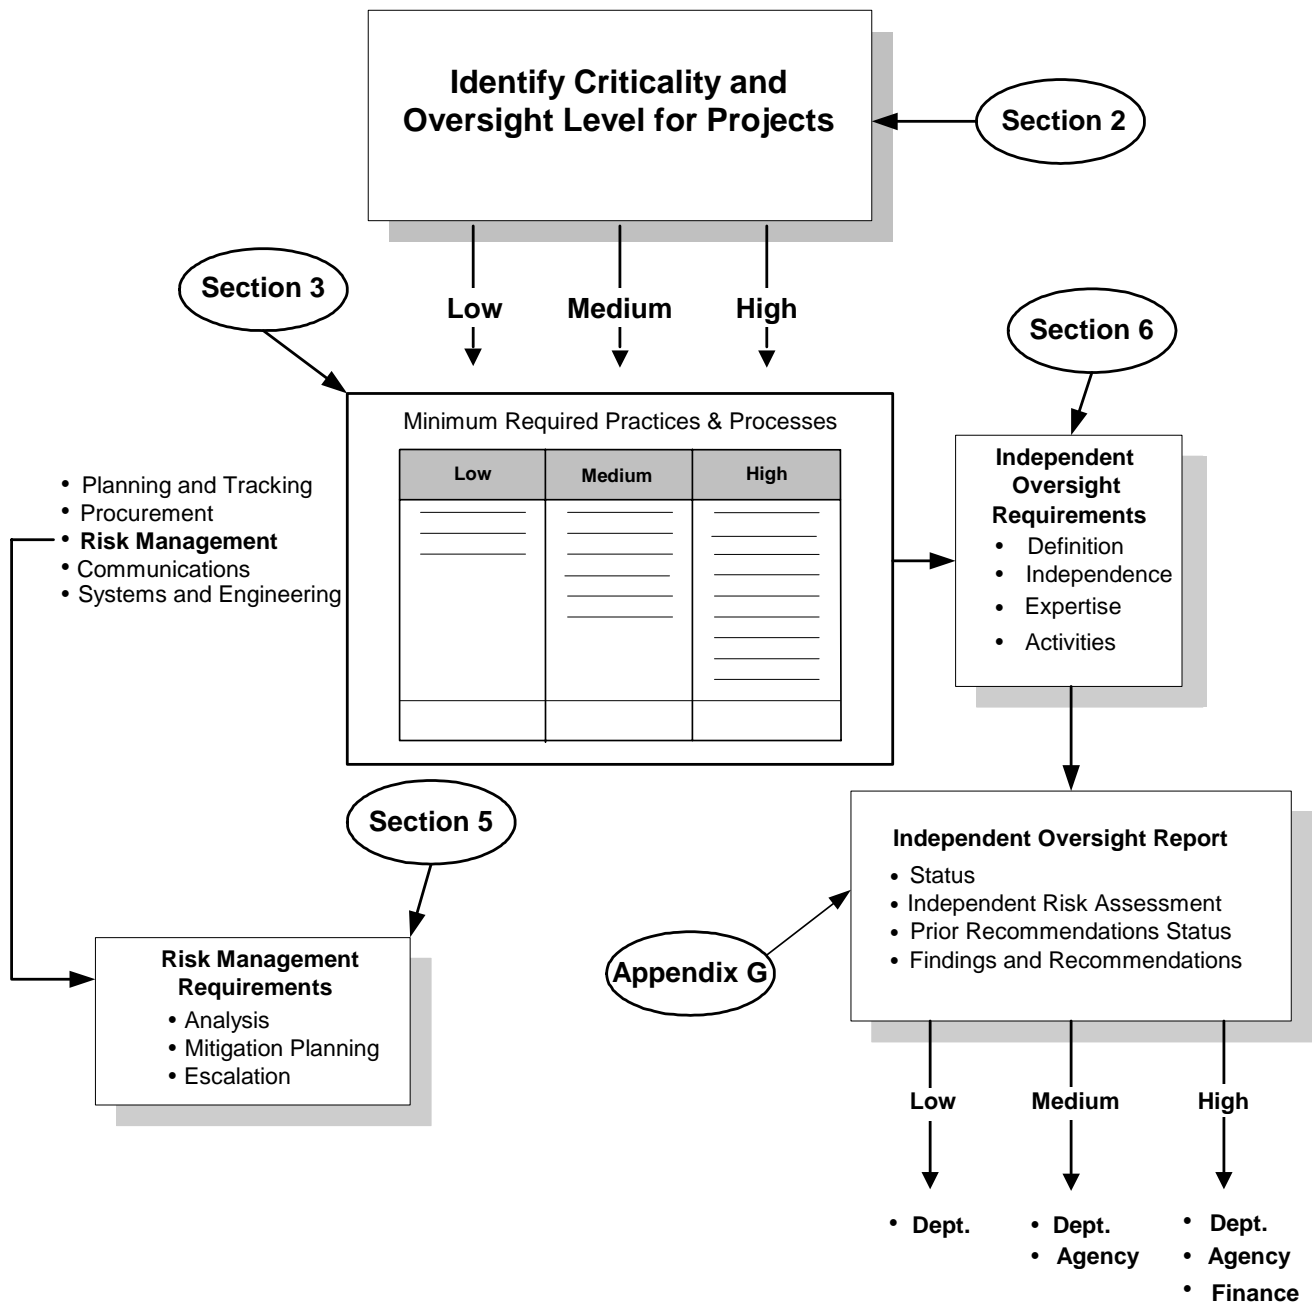 Identify Criticality and
Oversight Level for Projects
Section 2
Section 3
Low Medium High
Section 6
Minimum Required Practices & Processes
Low Medium High
• Planning and Tracking
• Procurement
• Risk Management
• Communications
• Systems and Engineering
Independent
Oversight
Requirements
• Definition
• Independence
• Expertise
• Activities
Section 5
Independent Oversight Report
• Status
• Independent Risk Assessment
• Prior Recommendations Status
• Findings and Recommendations
Appendix G
Risk Management
Requirements
• Analysis
• Mitigation Planning
• Escalation
Low Medium High
• Dept. • Dept. • Dept.
• Agency • Agency
• Finance